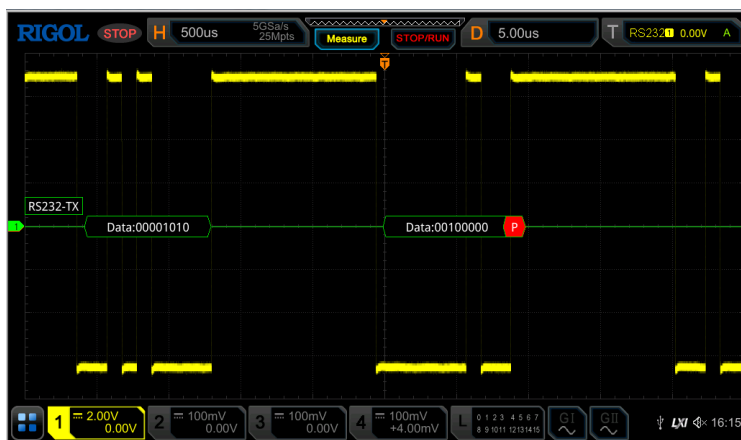 RIGOL STOP H 500us 5GSa/s 25Mpts Measure STOP/RUN D 5.00us T RS232 1 0.00V A
T
RS232-TX
1 Data:00001010 Data:00100000 P
1 2.00V 0.00V 2 100mV 0.00V 3 100mV 0.00V 4 100mV +4.00mV L 0 1 2 3 4 5 6 7 8 9 10 11 12 13 14 15 GI GII LXI 16:15